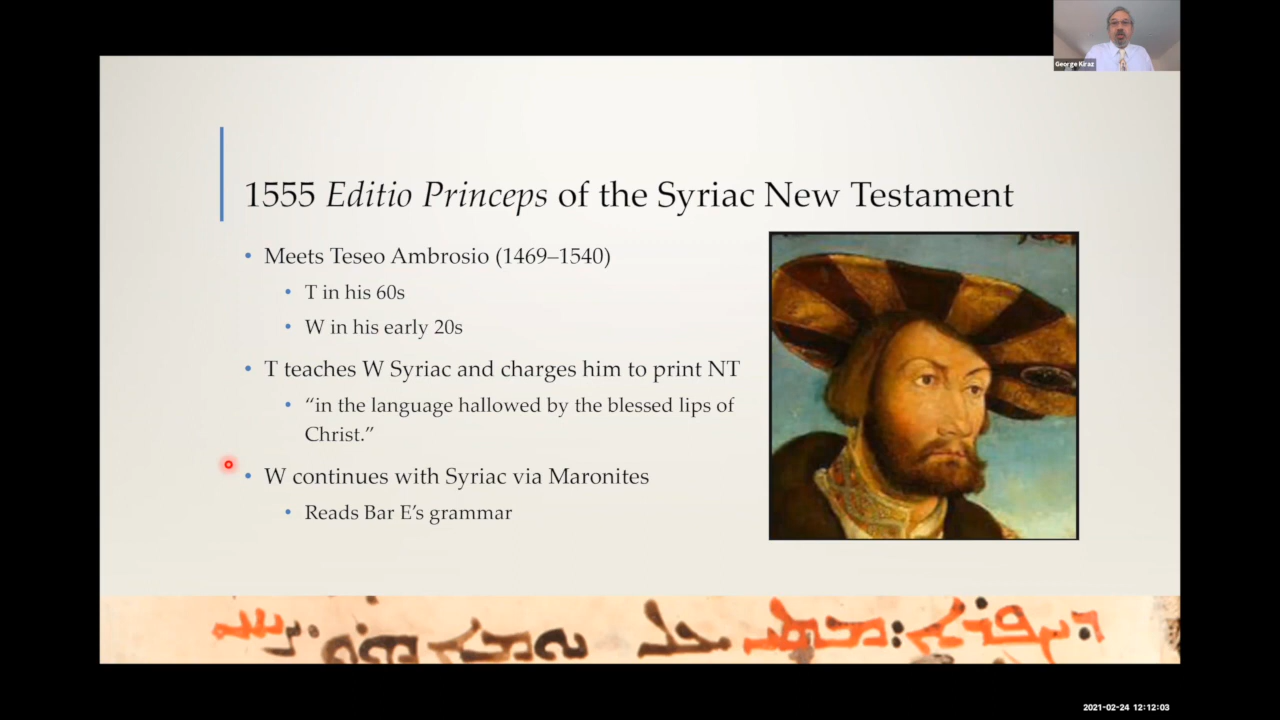 George Kiraz
1555 Editio Princeps of the Syriac New Testament
• Meets Teseo Ambrosio (1469–1540)
• T in his 60s
• W in his early 20s
• T teaches W Syriac and charges him to print NT
• “in the language hallowed by the blessed lips of
Christ.”
• W continues with Syriac via Maronites
• Reads Bar E’s grammar
2021-02-24 12:12:03